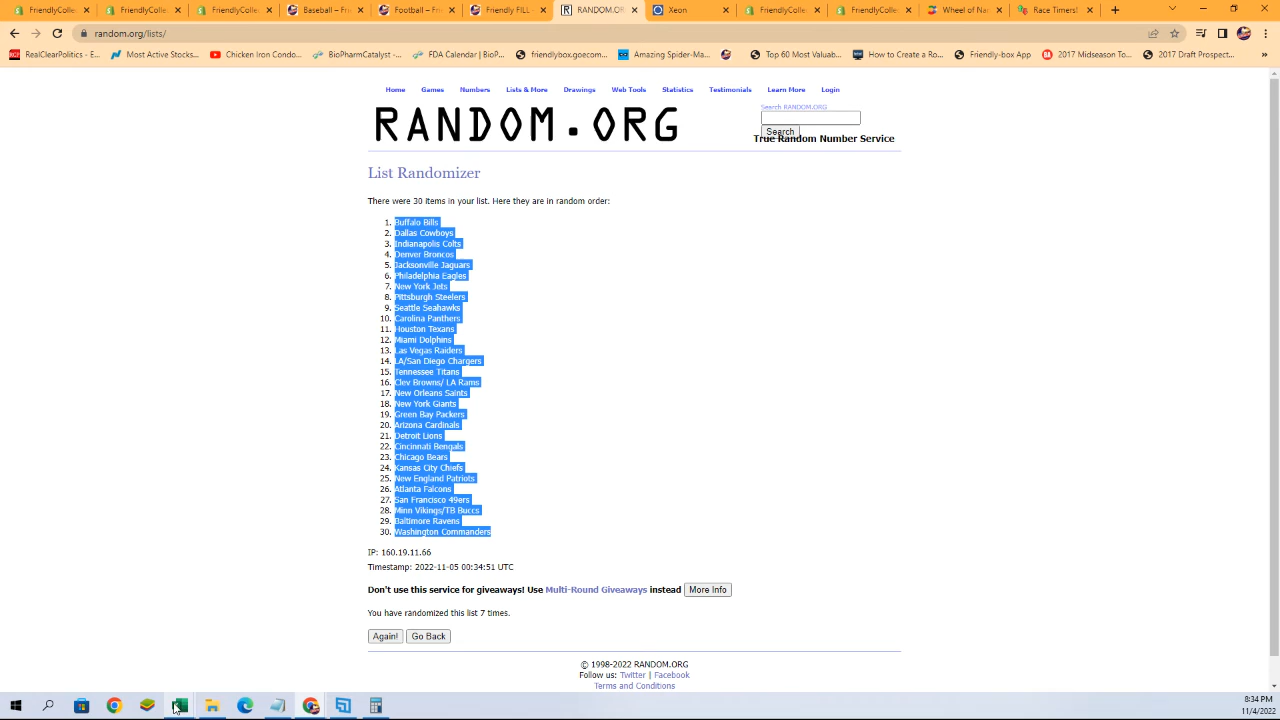 $ FriendlyColle
$ FriendlyColle
$ FriendlyColle
Baseball – Fri
Friendly – Fri
Friendly FILL
RANDOM.OR
Xeon
$ FriendlyColle
$ FriendlyColle
Wheel of Nam
Race Timers!
random.org/lists/
RealClearPolitics - E...
Most Active Stocks...
Chicken Iron Condo...
BioPharmCatalyst -...
FDA Calendar | BioP...
friendlybox.goecom...
Amazing Spider-Ma...
Top 60 Most Valuab...
How to Create a Ro...
Friendly-box App
2017 Midseason To...
2017 Draft Prospect...
»
Home Games Numbers Lists & More Drawings Web Tools Statistics Testimonials Learn More Login
Search RANDOM.ORG
RANDOM.ORG
Search
True Random Number Service
List Randomizer
There were 30 items in your list. Here they are in random order:
1. Buffalo Bills
2. Dallas Cowboys
3. Indianapolis Colts
4. Denver Broncos
5. Jacksonville Jaguars
6. Philadelphia Eagles
7. New York Jets
8. Pittsburgh Steelers
9. Seattle Seahawks
10. Carolina Panthers
11. Houston Texans
12. Miami Dolphins
13. Las Vegas Raiders
14. LA/San Diego Chargers
15. Tennessee Titans
16. Clev Browns/ LA Rams
17. New Orleans Saints
18. New York Giants
19. Green Bay Packers
20. Arizona Cardinals
21. Detroit Lions
22. Cincinnati Bengals
23. Chicago Bears
24. Kansas City Chiefs
25. New England Patriots
26. Atlanta Falcons
27. San Francisco 49ers
28. Minn Vikings/TB Buccs
29. Baltimore Ravens
30. Washington Commanders
IP: 160.19.11.66
Timestamp: 2022-11-05 00:34:51 UTC
Don't use this service for giveaways! Use Multi-Round Giveaways instead More Info
You have randomized this list 7 times.
Again! Go Back
© 1998-2022 RANDOM.ORG
Follow us: Twitter | Facebook
Terms and Conditions
8:34 PM
11/4/2022